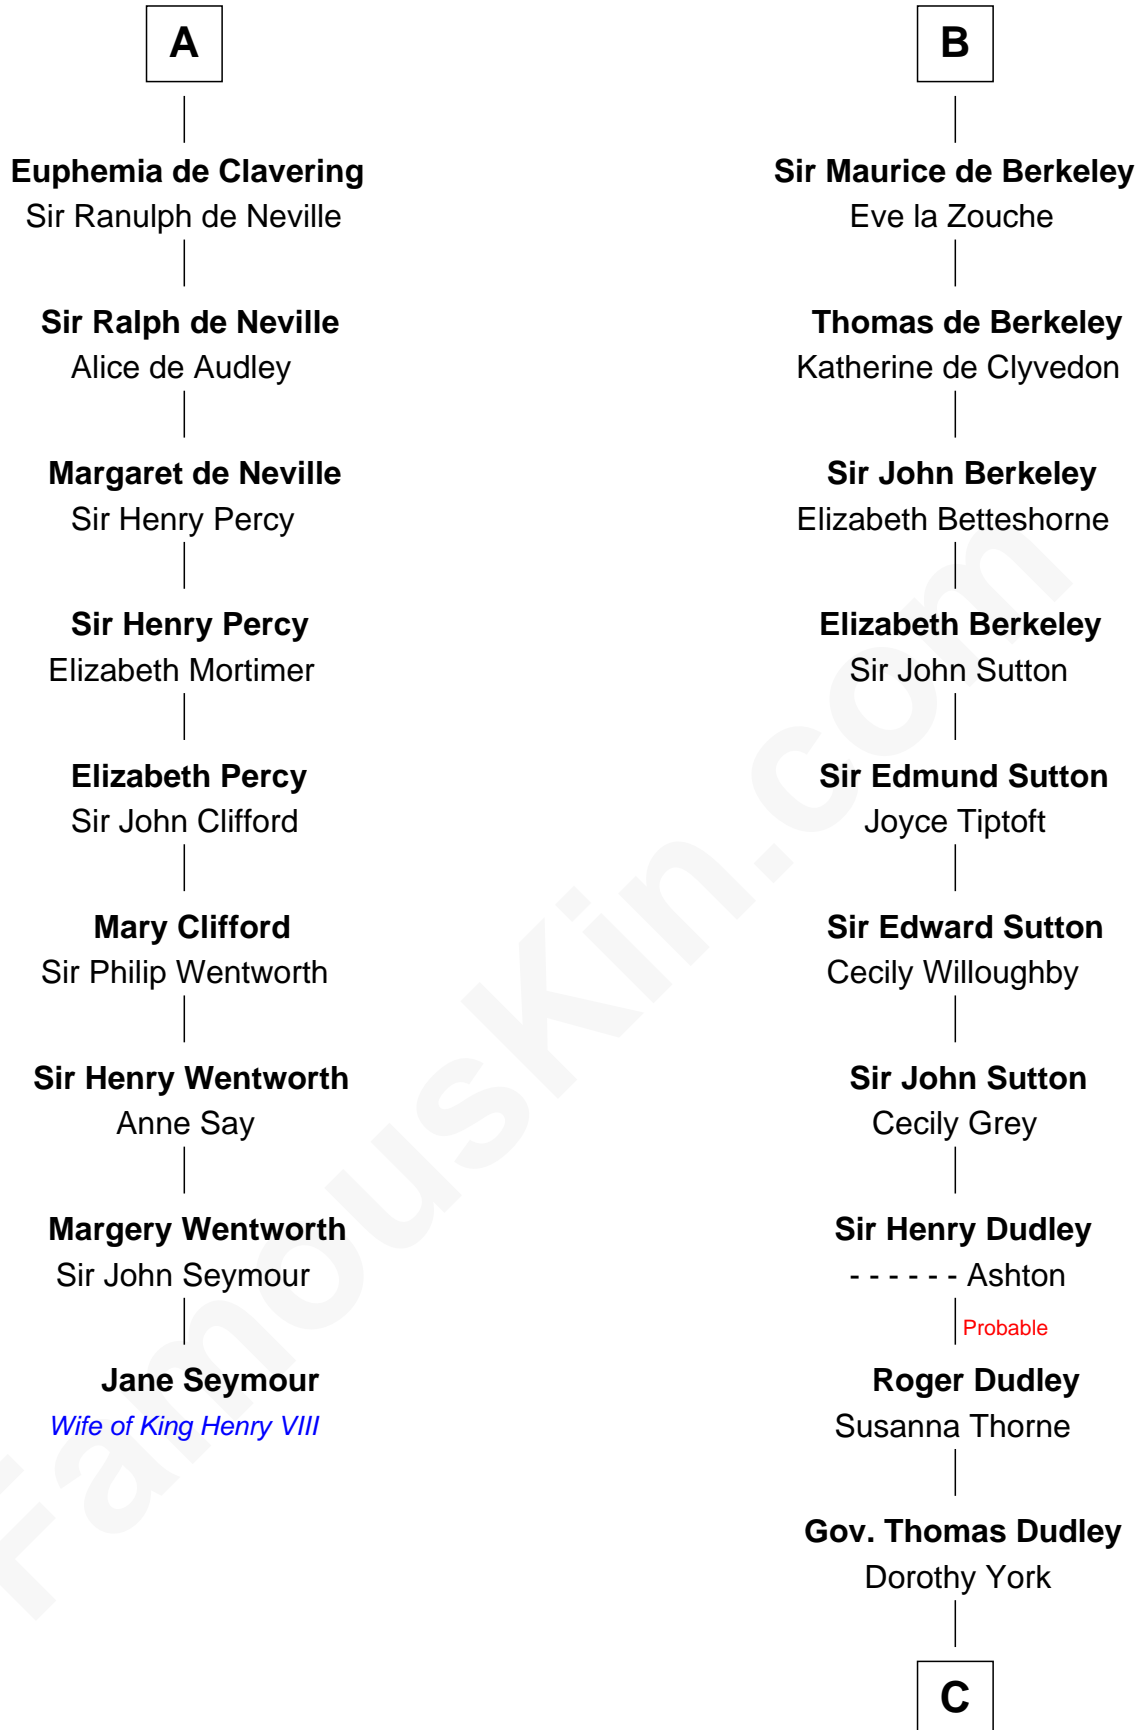 A
Euphemia de Clavering
Sir Ranulph de Neville
Sir Ralph de Neville
Alice de Audley
Margaret de Neville
Sir Henry Percy
Sir Henry Percy
Elizabeth Mortimer
Elizabeth Percy
Sir John Clifford
Mary Clifford
Sir Philip Wentworth
Sir Henry Wentworth
Anne Say
Margery Wentworth
Sir John Seymour
Jane Seymour
Wife of King Henry VIII
B
Sir Maurice de Berkeley
Eve la Zouche
Thomas de Berkeley
Katherine de Clyvedon
Sir John Berkeley
Elizabeth Betteshorne
Elizabeth Berkeley
Sir John Sutton
Sir Edmund Sutton
Joyce Tiptoft
Sir Edward Sutton
Cecily Willoughby
Sir John Sutton
Cecily Grey
Sir Henry Dudley
- - - - - - Ashton
Probable
Roger Dudley
Susanna Thorne
Gov. Thomas Dudley
Dorothy York
C
FamousKin.com